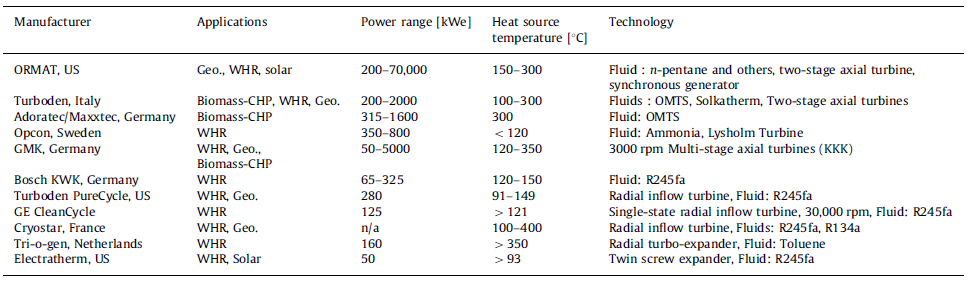 Manufacturer Applications Power range [kWe] Heat source temperature [°C] Technology
ORMAT, US Geo., WHR, solar 200–70,000 150–300 Fluid : n-pentane and others, two-stage axial turbine, synchronous generator
Turboden, Italy Biomass-CHP, WHR, Geo. 200–2000 100–300 Fluids : OMTS, Solkatherm, Two-stage axial turbines
Adoratec/Maxxtec, Germany Biomass-CHP 315–1600 300 Fluid: OMTS
Opcon, Sweden WHR 350–800 < 120 Fluid: Ammonia, Lysholm Turbine
GMK, Germany WHR, Geo., Biomass-CHP 50–5000 120–350 3000 rpm Multi-stage axial turbines (KKK)
Bosch KWK, Germany WHR 65–325 120–150 Fluid: R245fa
Turboden PureCycle, US WHR, Geo. 280 91–149 Radial inflow turbine, Fluid: R245fa
GE CleanCycle WHR 125 > 121 Single-state radial inflow turbine, 30,000 rpm, Fluid: R245fa
Cryostar, France WHR, Geo. n/a 100–400 Radial inflow turbine, Fluids: R245fa, R134a
Tri-o-gen, Netherlands WHR 160 > 350 Radial turbo-expander, Fluid: Toluene
Electratherm, US WHR, Solar 50 > 93 Twin screw expander, Fluid: R245fa